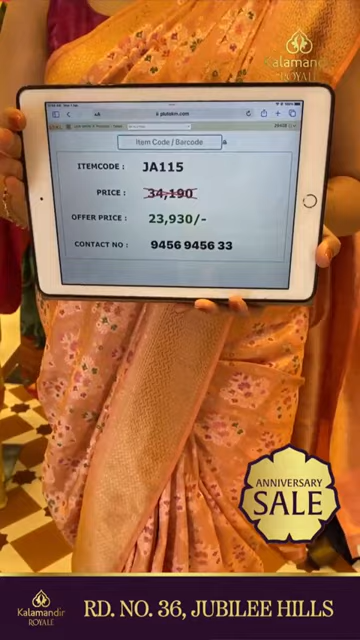 Kalamandir
ROYALE
Item Code / Barcode
ITEMCODE : JA115
PRICE : 34,190
OFFER PRICE : 23,930/-
CONTACT NO : 9456 9456 33
ANNIVERSARY
SALE
Kalamandir
ROYALE
RD. NO. 36, JUBILEE HILLS